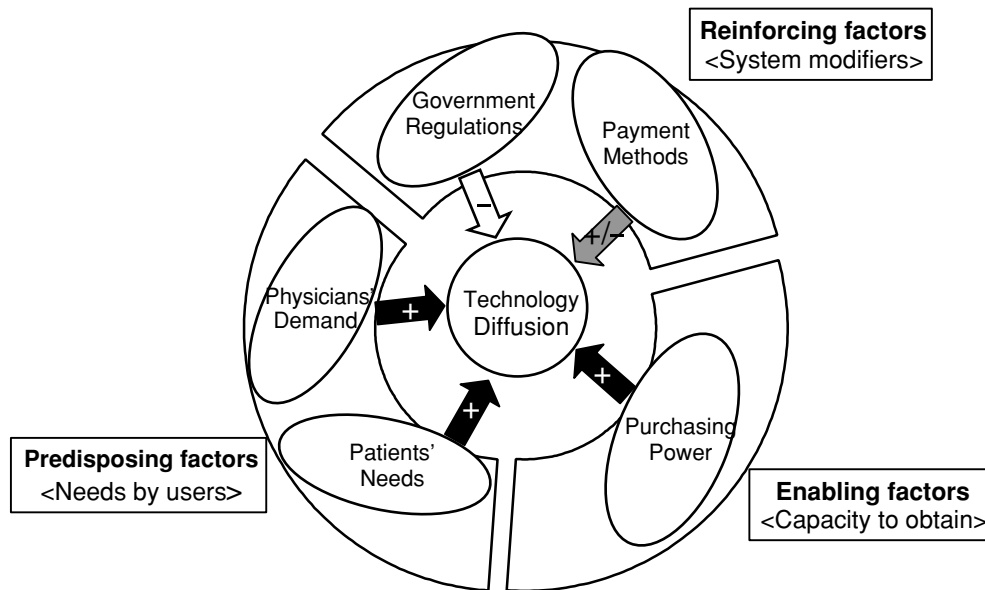 Reinforcing factors
<System modifiers>
Government
Regulations
Payment
Methods
–
+/–
Physicians'
Demand
+
Technology
Diffusion
+
+
Patients'
Needs
Purchasing
Power
Predisposing factors
<Needs by users>
Enabling factors
<Capacity to obtain>